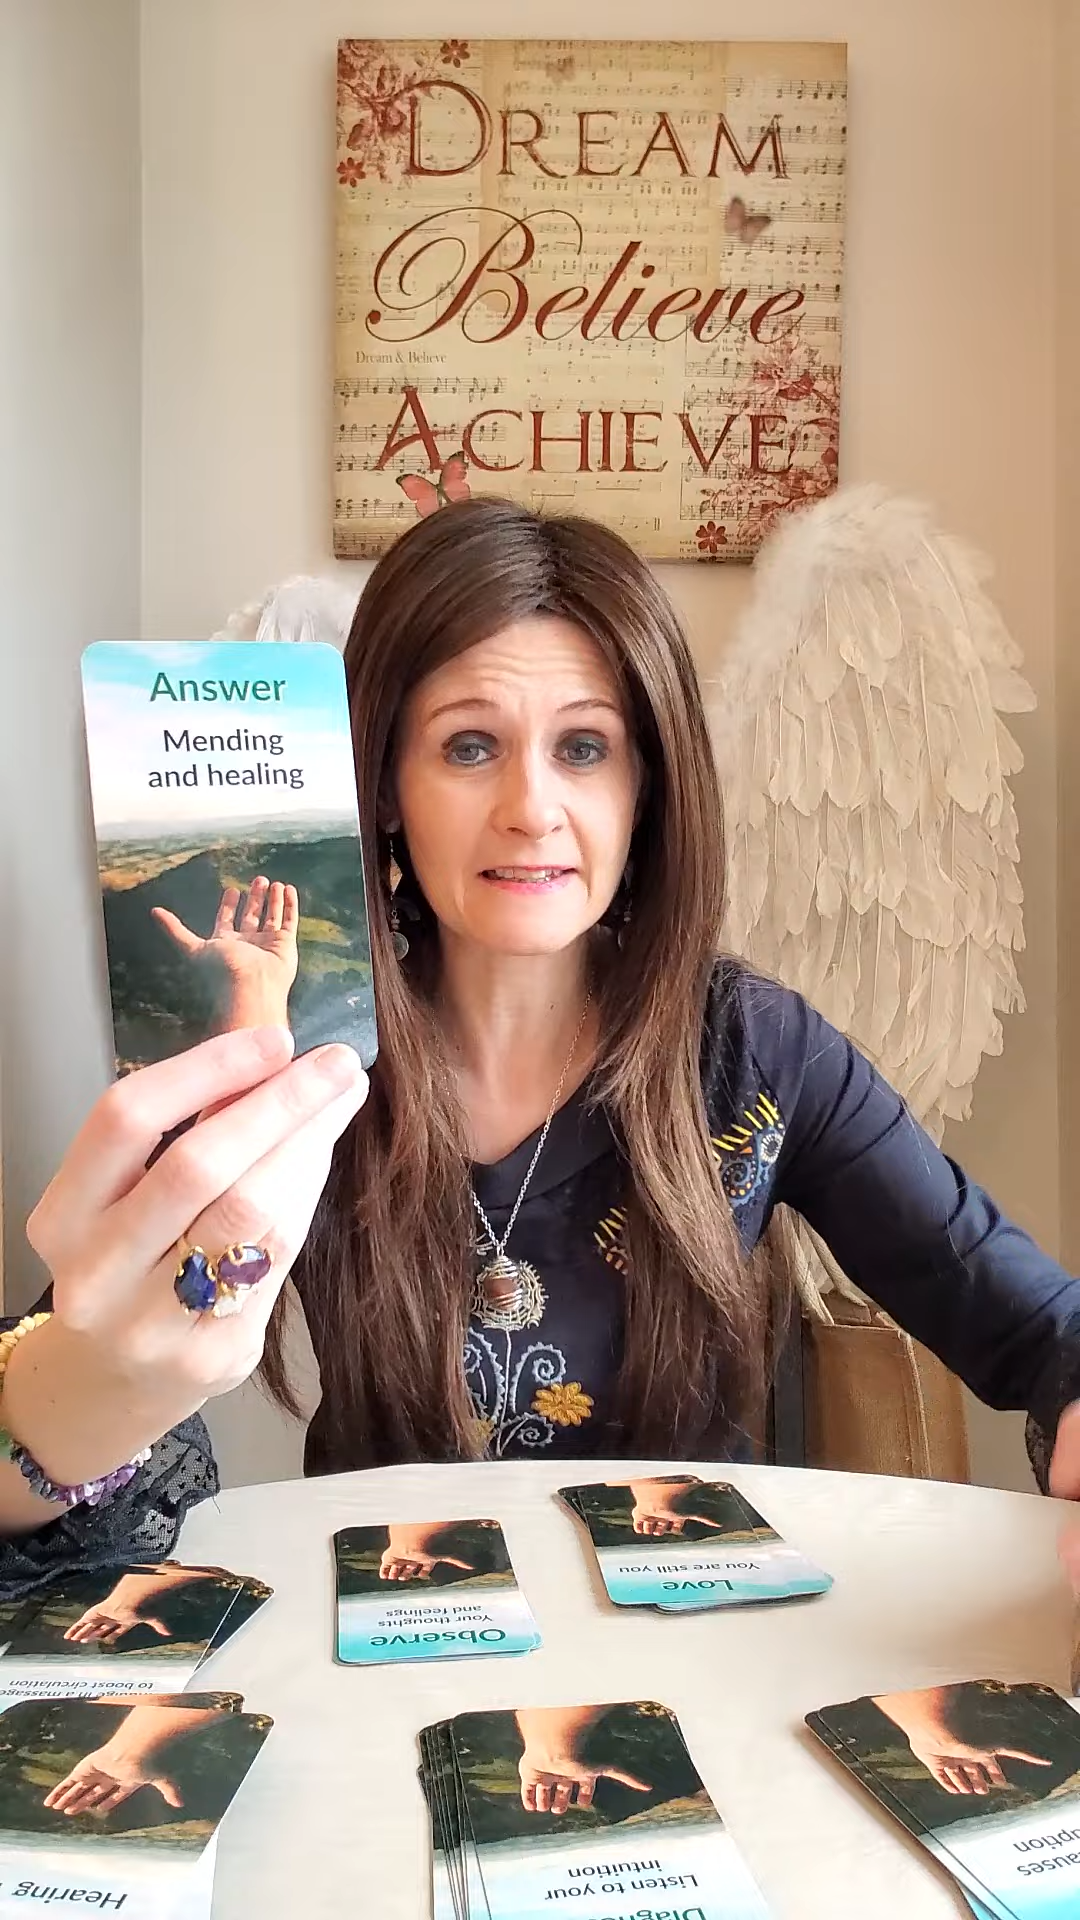 DREAM
Believe
Dream & Believe
ACHIEVE
Answer
Mending
and healing
Love
You are still you
Observe
Your thoughts
and feelings
to boost circulation
Hearing
Listen to your
intuition